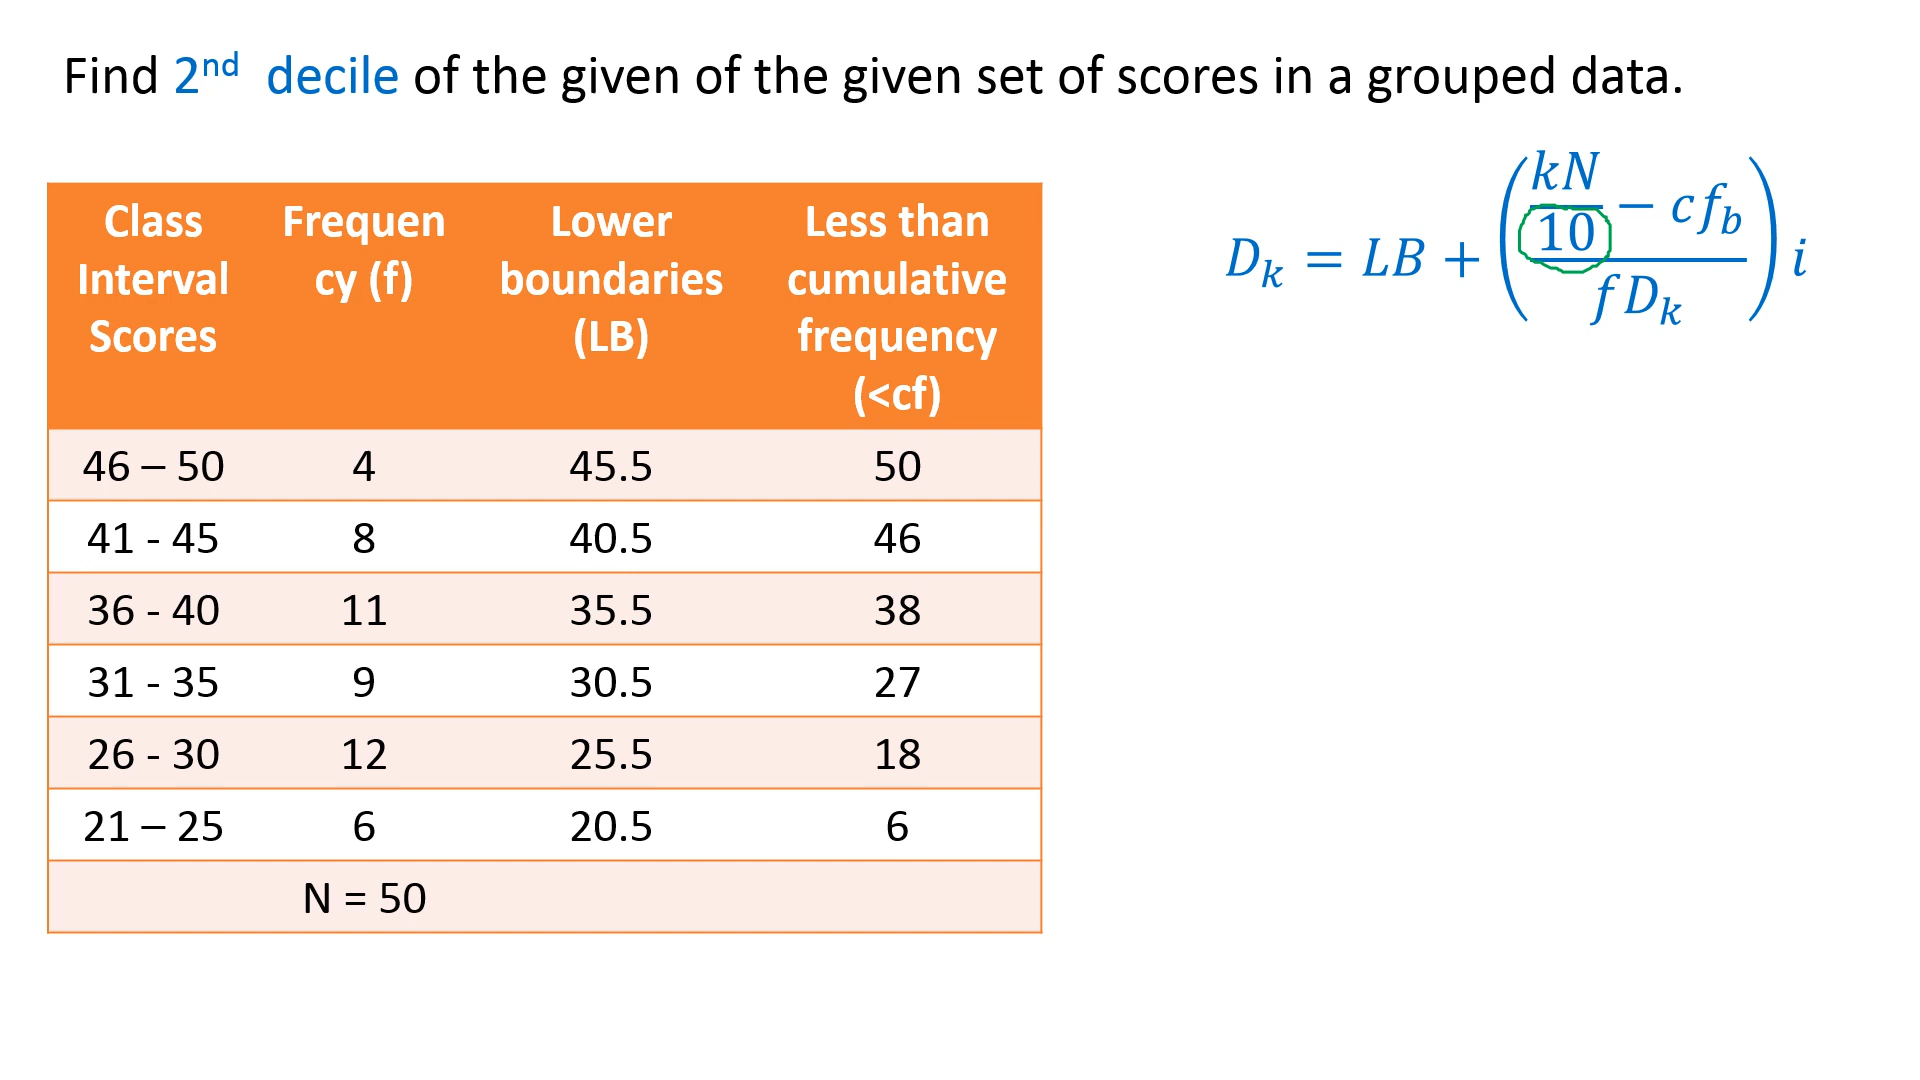 Find 2nd decile of the given of the given set of scores in a grouped data.
Class Interval Scores | Frequen cy (f) | Lower boundaries (LB) | Less than cumulative frequency (<cf)
46 – 50 | 4 | 45.5 | 50
41 - 45 | 8 | 40.5 | 46
36 - 40 | 11 | 35.5 | 38
31 - 35 | 9 | 30.5 | 27
26 - 30 | 12 | 25.5 | 18
21 – 25 | 6 | 20.5 | 6
N = 50
D_k = LB + ((kN/10 − cf_b)/fD_k) i